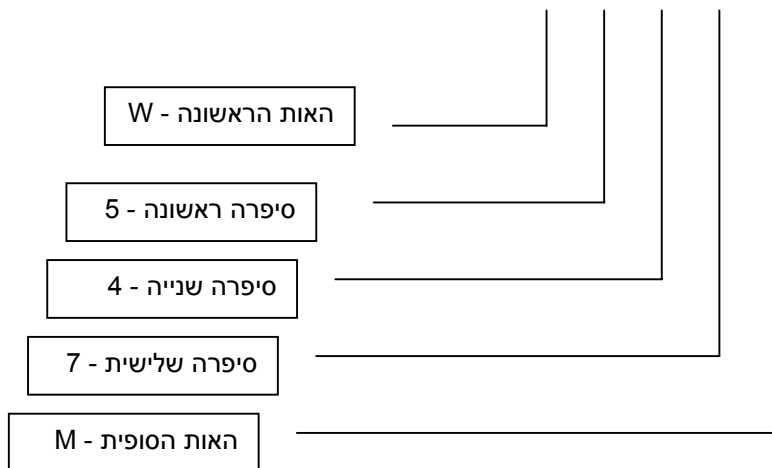 האות הראשונה - W
סיפרה ראשונה - 5
סיפרה שנייה - 4
סיפרה שלישית - 7
האות הסופית - M